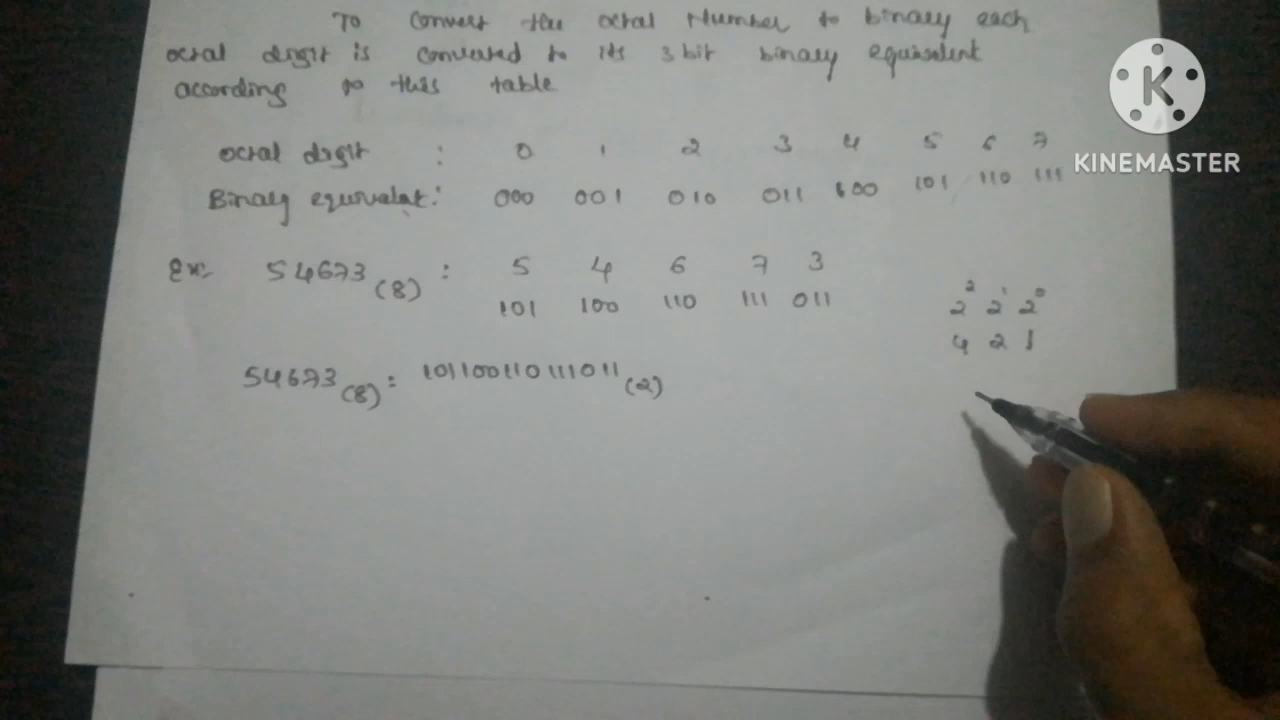 To convert the octal Number to binary each
octal digit is converted to its 3 bit binary equivalent
according to this table
K
KINEMASTER
octal digit : 0 1 2 3 4 5 6 7
Binary equivalat: 000 001 010 011 100 101 110 111
Ex: 54673(8) : 5 4 6 7 3
101 100 110 111 011
2² 2¹ 2⁰
4 2 1
54673(8) = 101100110111011(2)